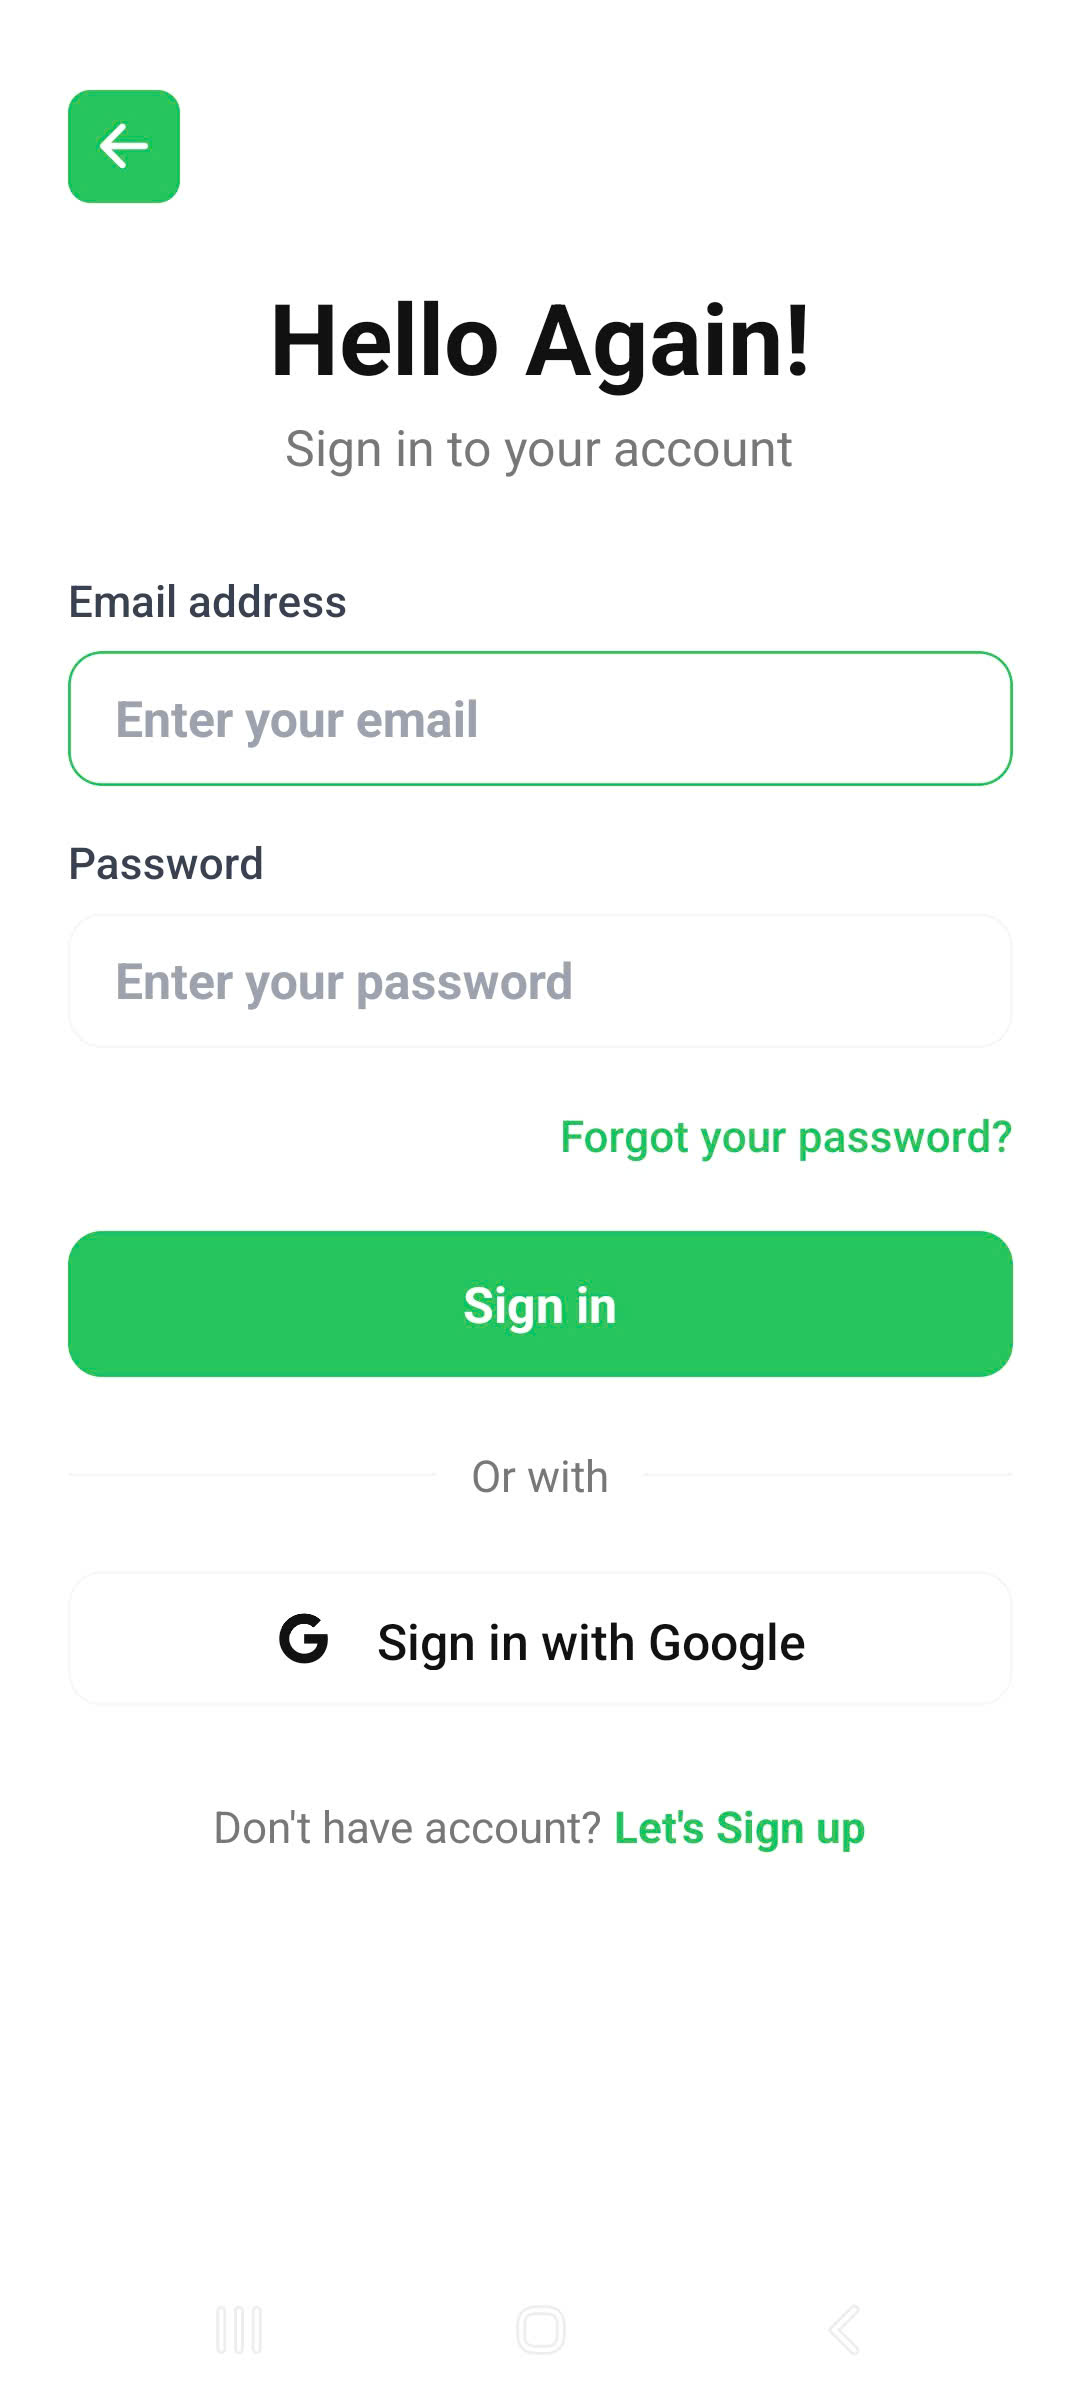 Hello Again!
Sign in to your account
Email address
Enter your email
Password
Enter your password
Forgot your password?
Sign in
Or with
Sign in with Google
Don't have account? Let's Sign up